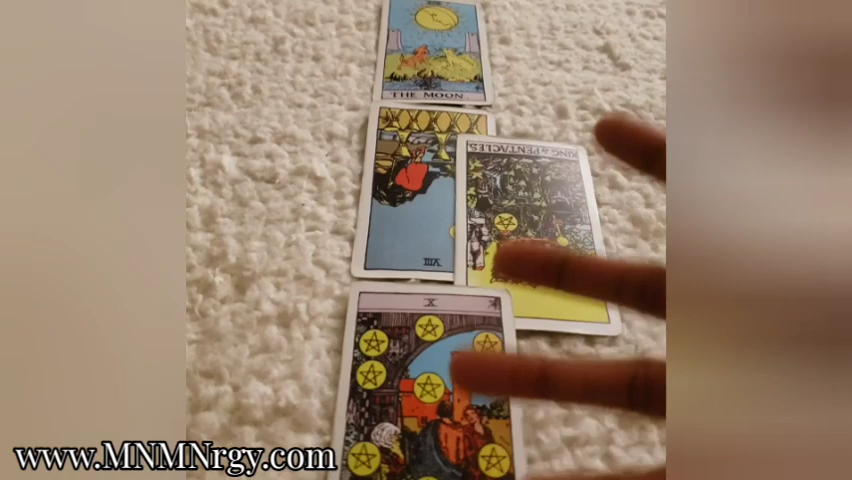 THE MOON
KING of PENTACLES
VIII
X
www.MNMNrgy.com